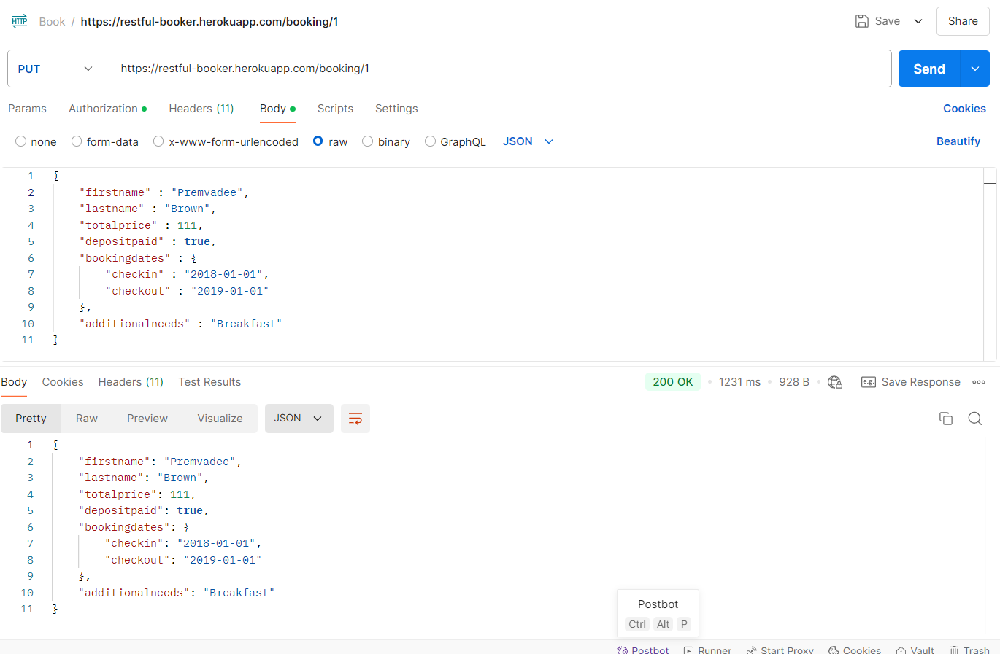 HTTP Book / https://restful-booker.herokuapp.com/booking/1 Save Share
PUT https://restful-booker.herokuapp.com/booking/1 Send
Params Authorization Headers (11) Body Scripts Settings Cookies
none form-data x-www-form-urlencoded raw binary GraphQL JSON Beautify
1 {
2 "firstname" : "Premvadee",
3 "lastname" : "Brown",
4 "totalprice" : 111,
5 "depositpaid" : true,
6 "bookingdates" : {
7 "checkin" : "2018-01-01",
8 "checkout" : "2019-01-01"
9 },
10 "additionalneeds" : "Breakfast"
11 }
Body Cookies Headers (11) Test Results 200 OK 1231 ms 928 B e.g. Save Response
Pretty Raw Preview Visualize JSON
1 {
2 "firstname": "Premvadee",
3 "lastname": "Brown",
4 "totalprice": 111,
5 "depositpaid": true,
6 "bookingdates": {
7 "checkin": "2018-01-01",
8 "checkout": "2019-01-01"
9 },
10 "additionalneeds": "Breakfast"
11 }
Postbot
Ctrl Alt P
Postbot Runner Start Proxy Cookies Vault Trash